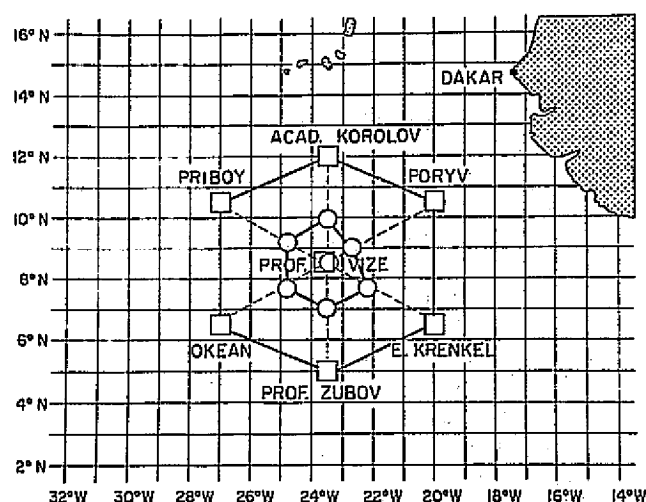 16° N
DAKAR
14° N
ACAD. KOROLOV
12° N
PRIBOY
PORYV
10° N
8° N
PROF. VIZE
6° N
OKEAN
E. KRENKEL
PROF. ZUBOV
4° N
2° N
32°W 30°W 28°W 26°W 24°W 22°W 20°W 18°W 16°W 14°W